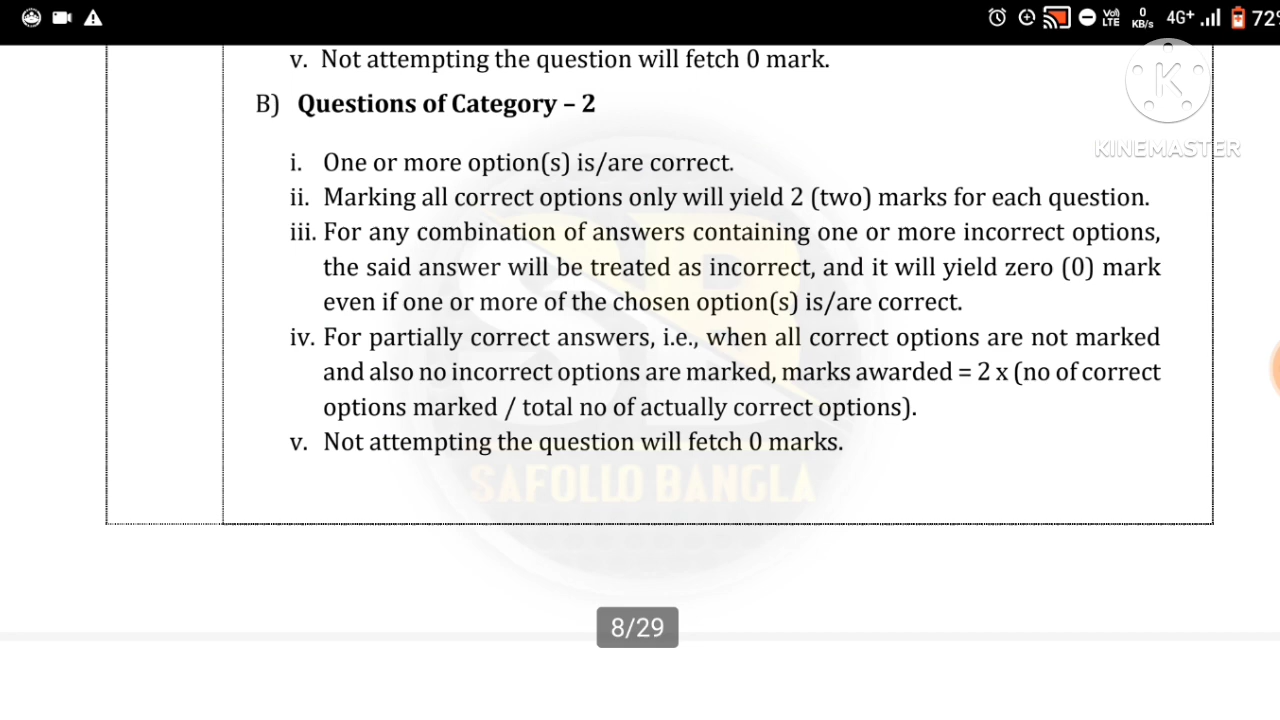 0 KB/s Vo) LTE 4G+ 72%
v. Not attempting the question will fetch 0 mark.
K
B) Questions of Category – 2
KINEMASTER
i. One or more option(s) is/are correct.
ii. Marking all correct options only will yield 2 (two) marks for each question.
iii. For any combination of answers containing one or more incorrect options,
the said answer will be treated as incorrect, and it will yield zero (0) mark
even if one or more of the chosen option(s) is/are correct.
iv. For partially correct answers, i.e., when all correct options are not marked
and also no incorrect options are marked, marks awarded = 2 x (no of correct
options marked / total no of actually correct options).
v. Not attempting the question will fetch 0 marks.
SB
SAFOLLO BANGLA
8/29